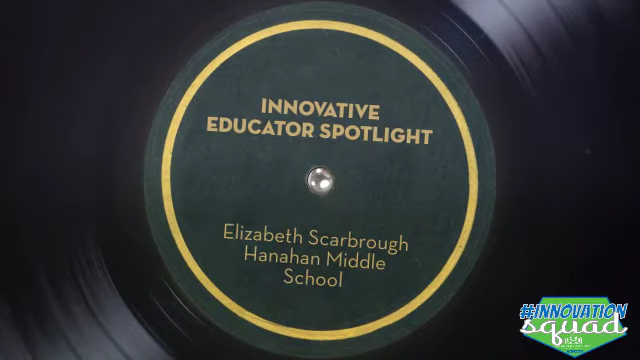 INNOVATIVE
EDUCATOR SPOTLIGHT
Elizabeth Scarbrough
Hanahan Middle
School
#INNOVATION
squad